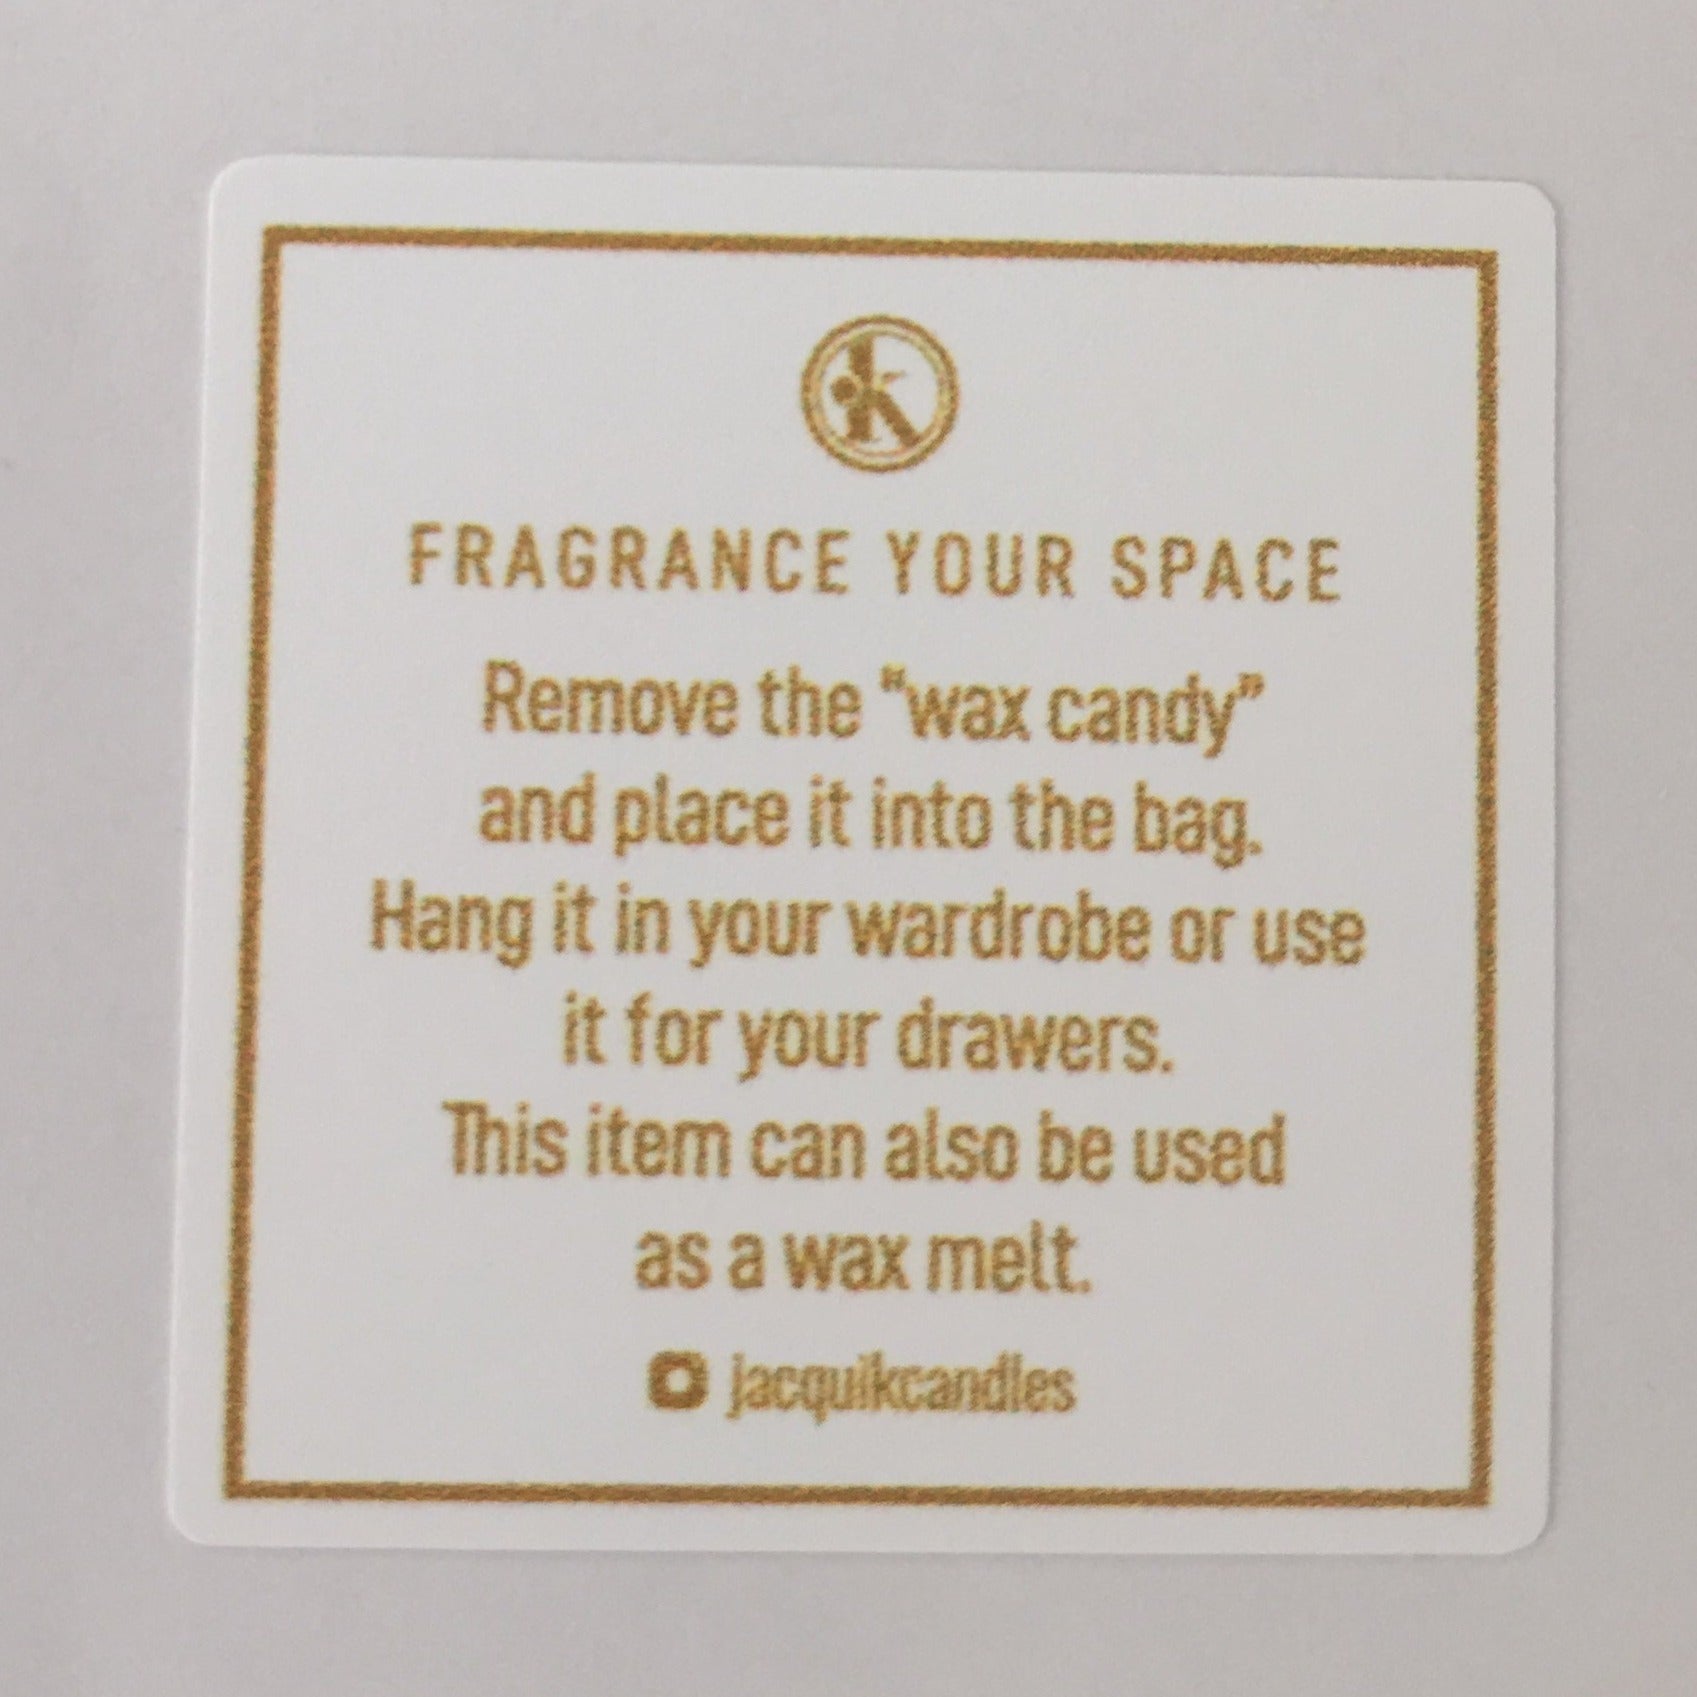 k
FRAGRANCE YOUR SPACE
Remove the "wax candy"
and place it into the bag.
Hang it in your wardrobe or use
it for your drawers.
This item can also be used
as a wax melt.
jacquikcandles